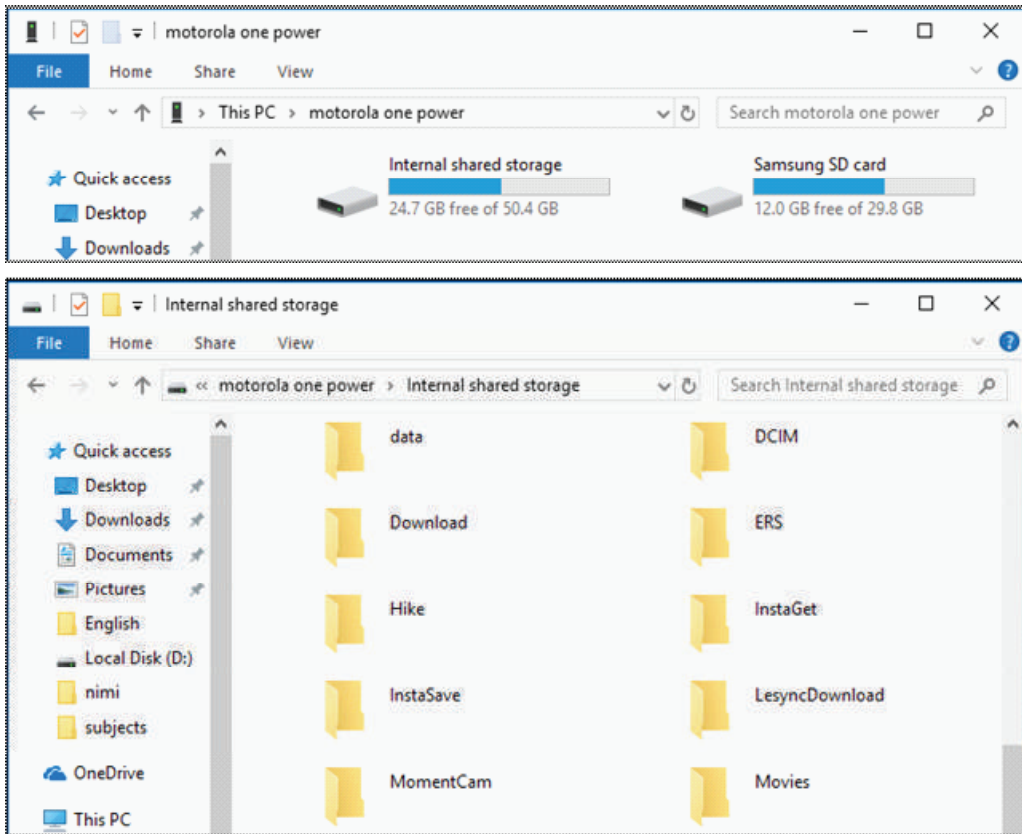 motorola one power
File Home Share View
This PC > motorola one power
Search motorola one power
Quick access
Desktop
Downloads
Internal shared storage
24.7 GB free of 50.4 GB
Samsung SD card
12.0 GB free of 29.8 GB
Internal shared storage
File Home Share View
« motorola one power > Internal shared storage
Search Internal shared storage
Quick access
Desktop
Downloads
Documents
Pictures
English
Local Disk (D:)
nimi
subjects
OneDrive
This PC
data
DCIM
Download
ERS
Hike
InstaGet
InstaSave
LesyncDownload
MomentCam
Movies